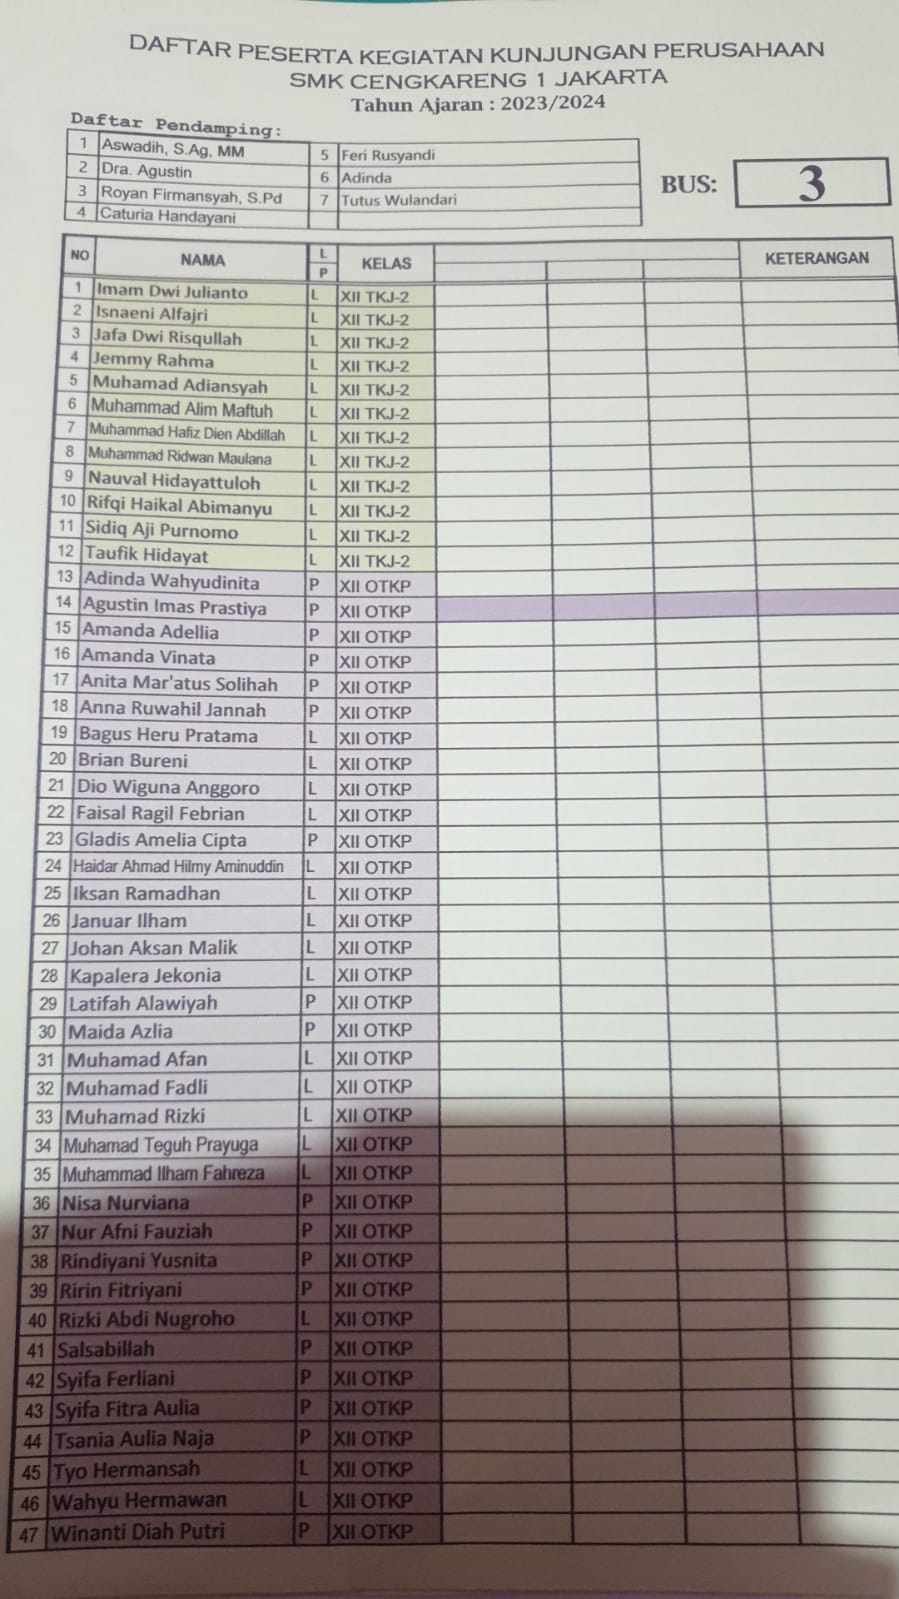 DAFTAR PESERTA KEGIATAN KUNJUNGAN PERUSAHAAN
SMK CENGKARENG 1 JAKARTA
Tahun Ajaran : 2023/2024
Daftar Pendamping:
1 Aswadih, S.Ag, MM 5 Feri Rusyandi
2 Dra. Agustin 6 Adinda
3 Royan Firmansyah, S.Pd 7 Tutus Wulandari
4 Caturia Handayani
BUS: 3
NO NAMA L P KELAS KETERANGAN
1 Imam Dwi Julianto L XII TKJ-2
2 Isnaeni Alfajri L XII TKJ-2
3 Jafa Dwi Risqullah L XII TKJ-2
4 Jemmy Rahma L XII TKJ-2
5 Muhamad Adiansyah L XII TKJ-2
6 Muhammad Alim Maftuh L XII TKJ-2
7 Muhammad Hafiz Dien Abdillah L XII TKJ-2
8 Muhammad Ridwan Maulana L XII TKJ-2
9 Nauval Hidayattuloh L XII TKJ-2
10 Rifqi Haikal Abimanyu L XII TKJ-2
11 Sidiq Aji Purnomo L XII TKJ-2
12 Taufik Hidayat L XII TKJ-2
13 Adinda Wahyudinita P XII OTKP
14 Agustin Imas Prastiya P XII OTKP
15 Amanda Adellia P XII OTKP
16 Amanda Vinata P XII OTKP
17 Anita Mar'atus Solihah P XII OTKP
18 Anna Ruwahil Jannah P XII OTKP
19 Bagus Heru Pratama L XII OTKP
20 Brian Bureni L XII OTKP
21 Dio Wiguna Anggoro L XII OTKP
22 Faisal Ragil Febrian L XII OTKP
23 Gladis Amelia Cipta P XII OTKP
24 Haidar Ahmad Hilmy Aminuddin L XII OTKP
25 Iksan Ramadhan L XII OTKP
26 Januar Ilham L XII OTKP
27 Johan Aksan Malik L XII OTKP
28 Kapalera Jekonia L XII OTKP
29 Latifah Alawiyah P XII OTKP
30 Maida Azlia P XII OTKP
31 Muhamad Afan L XII OTKP
32 Muhamad Fadli L XII OTKP
33 Muhamad Rizki L XII OTKP
34 Muhamad Teguh Prayuga L XII OTKP
35 Muhammad Ilham Fahreza L XII OTKP
36 Nisa Nurviana P XII OTKP
37 Nur Afni Fauziah P XII OTKP
38 Rindiyani Yusnita P XII OTKP
39 Ririn Fitriyani P XII OTKP
40 Rizki Abdi Nugroho L XII OTKP
41 Salsabillah P XII OTKP
42 Syifa Ferliani P XII OTKP
43 Syifa Fitra Aulia P XII OTKP
44 Tsania Aulia Naja P XII OTKP
45 Tyo Hermansah L XII OTKP
46 Wahyu Hermawan L XII OTKP
47 Winanti Diah Putri P XII OTKP